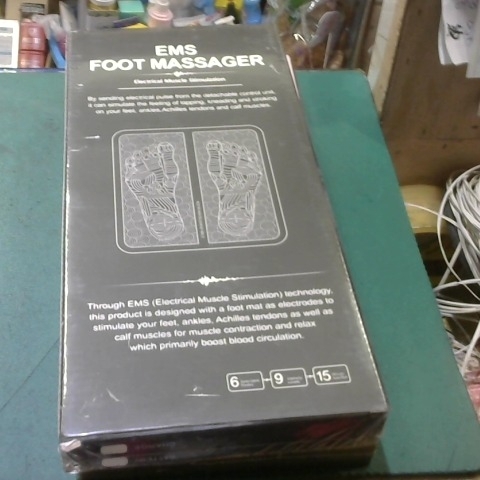 EMS
FOOT MASSAGER
Electrical Muscle Stimulation
By sending electrical pulse from the detachable control unit,
it can simulate the feeling of tapping, kneading and stroking
on your feet, ankles,Achilles tendons and calf muscles.
Through EMS (Electrical Muscle Stimulation) technology,
this product is designed with a foot mat as electrodes to
stimulate your feet, ankles, Achilles tendons as well as
calf muscles for muscle contraction and relax
which primarily boost blood circulation.
6 9 15